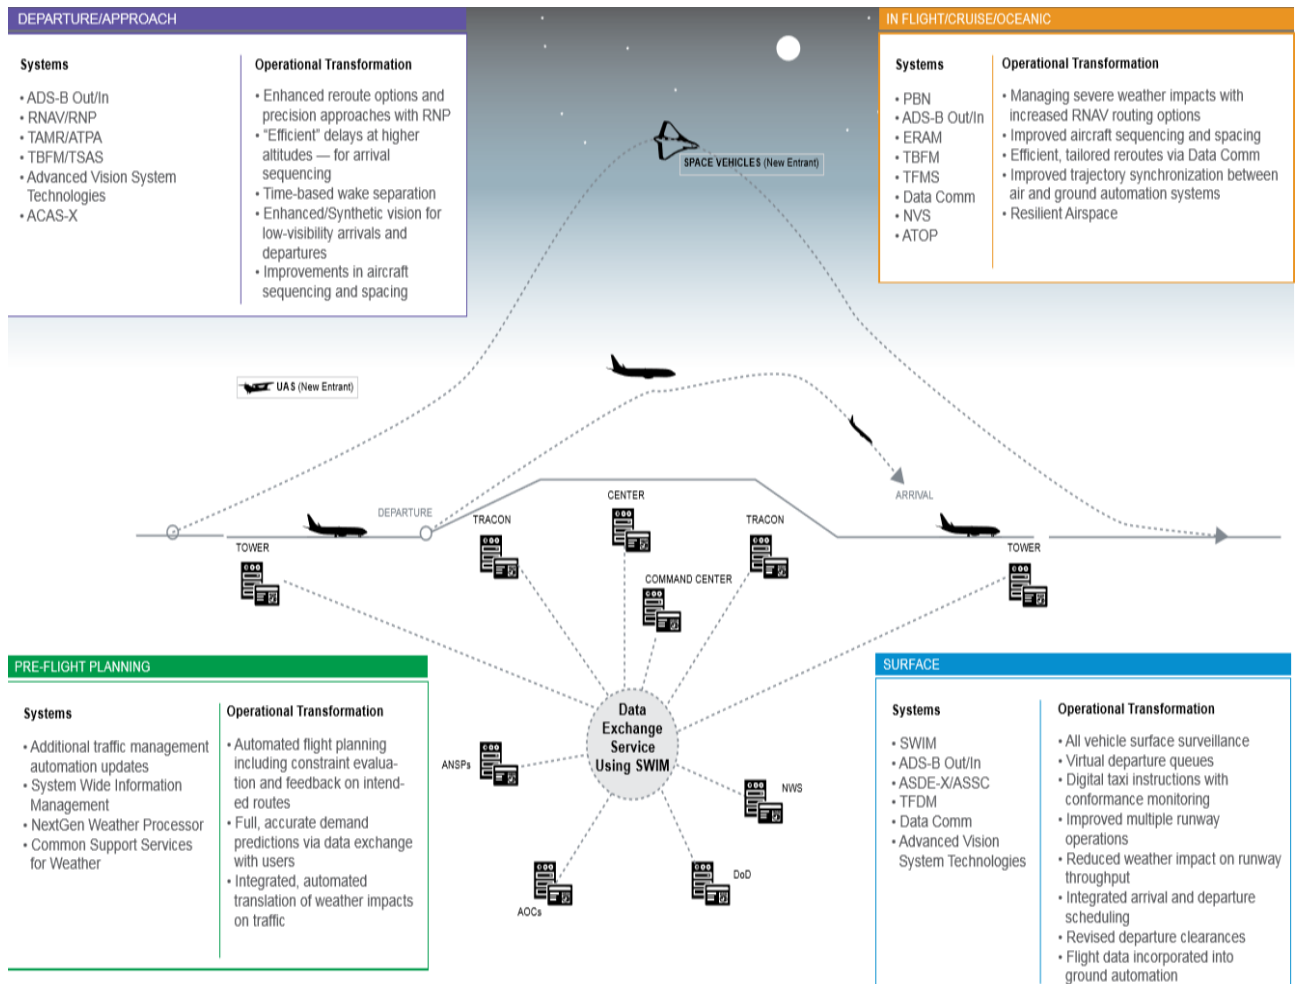 DEPARTURE/APPROACH
Systems
• ADS-B Out/In
• RNAV/RNP
• TAMR/ATPA
• TBFM/TSAS
• Advanced Vision System
Technologies
• ACAS-X
Operational Transformation
• Enhanced reroute options and
precision approaches with RNP
• "Efficient" delays at higher
altitudes — for arrival
sequencing
• Time-based wake separation
• Enhanced/Synthetic vision for
low-visibility arrivals and
departures
• Improvements in aircraft
sequencing and spacing
IN FLIGHT/CRUISE/OCEANIC
Systems
• PBN
• ADS-B Out/In
• ERAM
• TBFM
• TFMS
• Data Comm
• NVS
• ATOP
Operational Transformation
• Managing severe weather impacts with
increased RNAV routing options
• Improved aircraft sequencing and spacing
• Efficient, tailored reroutes via Data Comm
• Improved trajectory synchronization between
air and ground automation systems
• Resilient Airspace
SPACE VEHICLES (New Entrant)
UAS (New Entrant)
DEPARTURE
ARRIVAL
TOWER
TRACON
CENTER
COMMAND CENTER
TRACON
TOWER
Data
Exchange
Service
Using SWIM
ANSPs
NWS
AOCs
DoD
PRE-FLIGHT PLANNING
Systems
• Additional traffic management
automation updates
• System Wide Information
Management
• NextGen Weather Processor
• Common Support Services
for Weather
Operational Transformation
• Automated flight planning
including constraint evalua-
tion and feedback on intend-
ed routes
• Full, accurate demand
predictions via data exchange
with users
• Integrated, automated
translation of weather impacts
on traffic
SURFACE
Systems
• SWIM
• ADS-B Out/In
• ASDE-X/ASSC
• TFDM
• Data Comm
• Advanced Vision
System Technologies
Operational Transformation
• All vehicle surface surveillance
• Virtual departure queues
• Digital taxi instructions with
conformance monitoring
• Improved multiple runway
operations
• Reduced weather impact on runway
throughput
• Integrated arrival and departure
scheduling
• Revised departure clearances
• Flight data incorporated into
ground automation